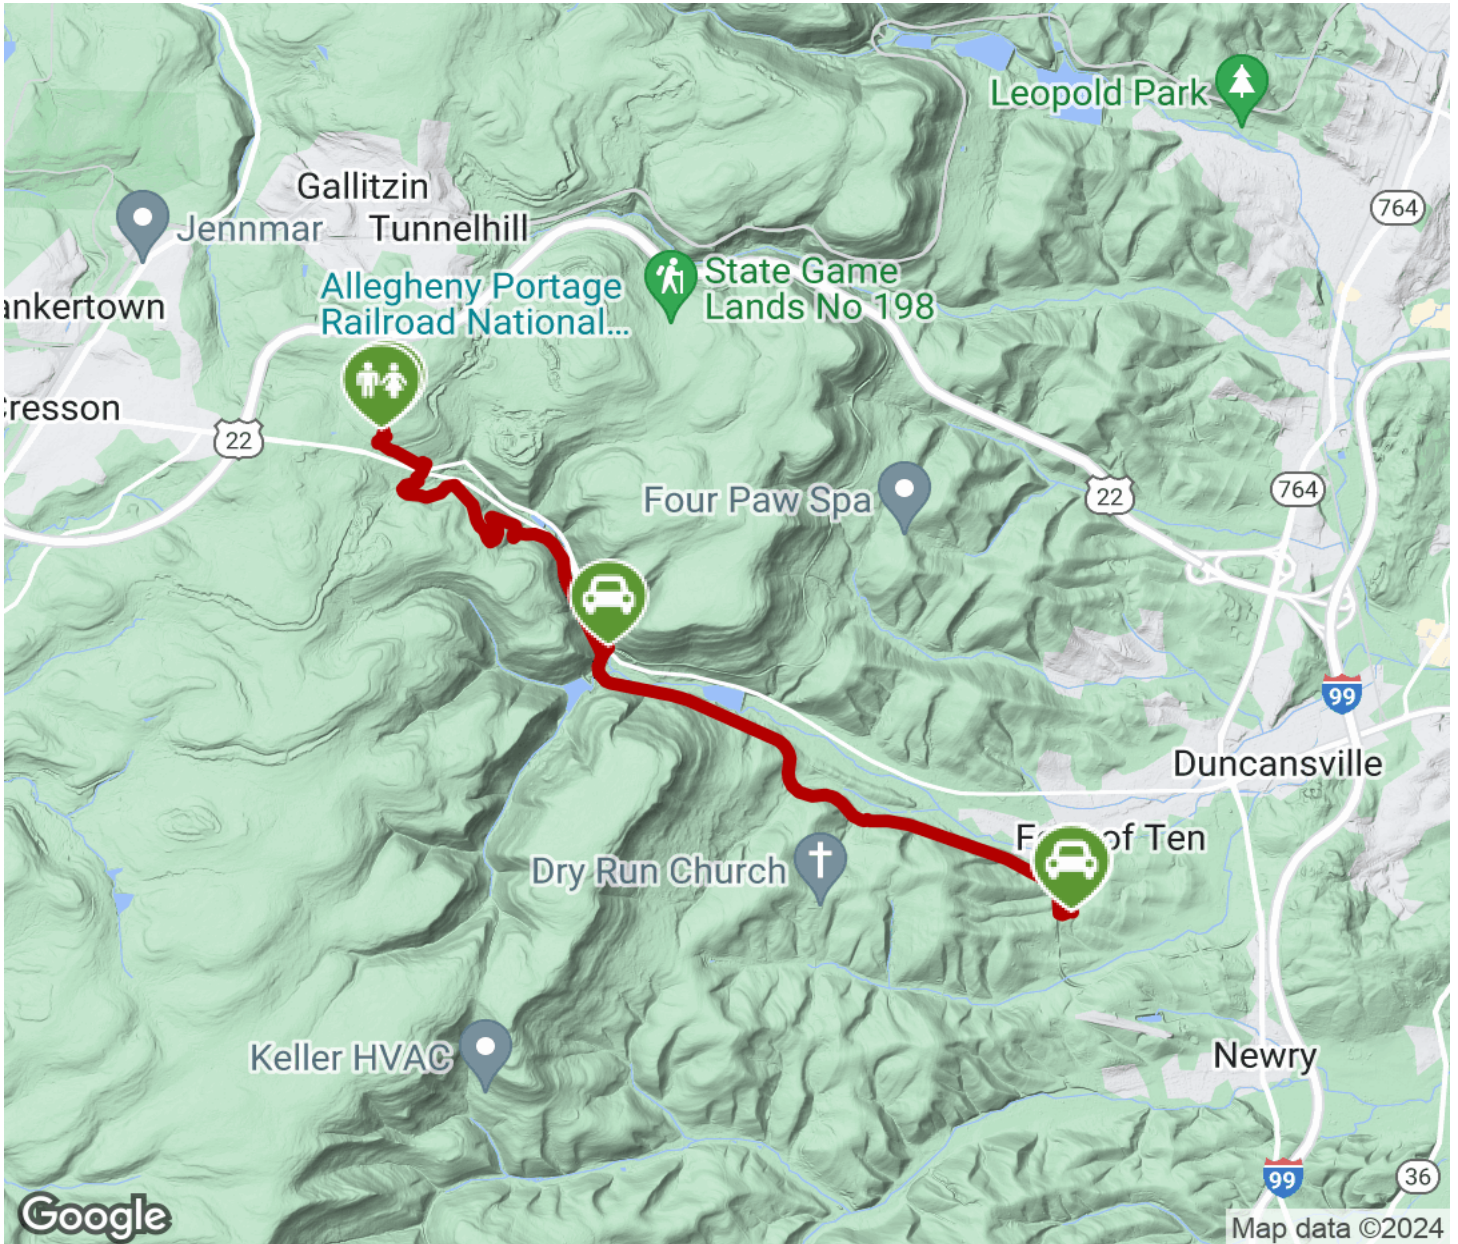 Leopold Park
764
Gallitzin
Jennmar
Tunnelhill
State Game
Lands No 198
Allegheny Portage
Railroad National...
ankertown
Cresson
22
Four Paw Spa
22
764
99
Duncansville
of Ten
Dry Run Church
Keller HVAC
Newry
99
36
Google
Map data ©2024